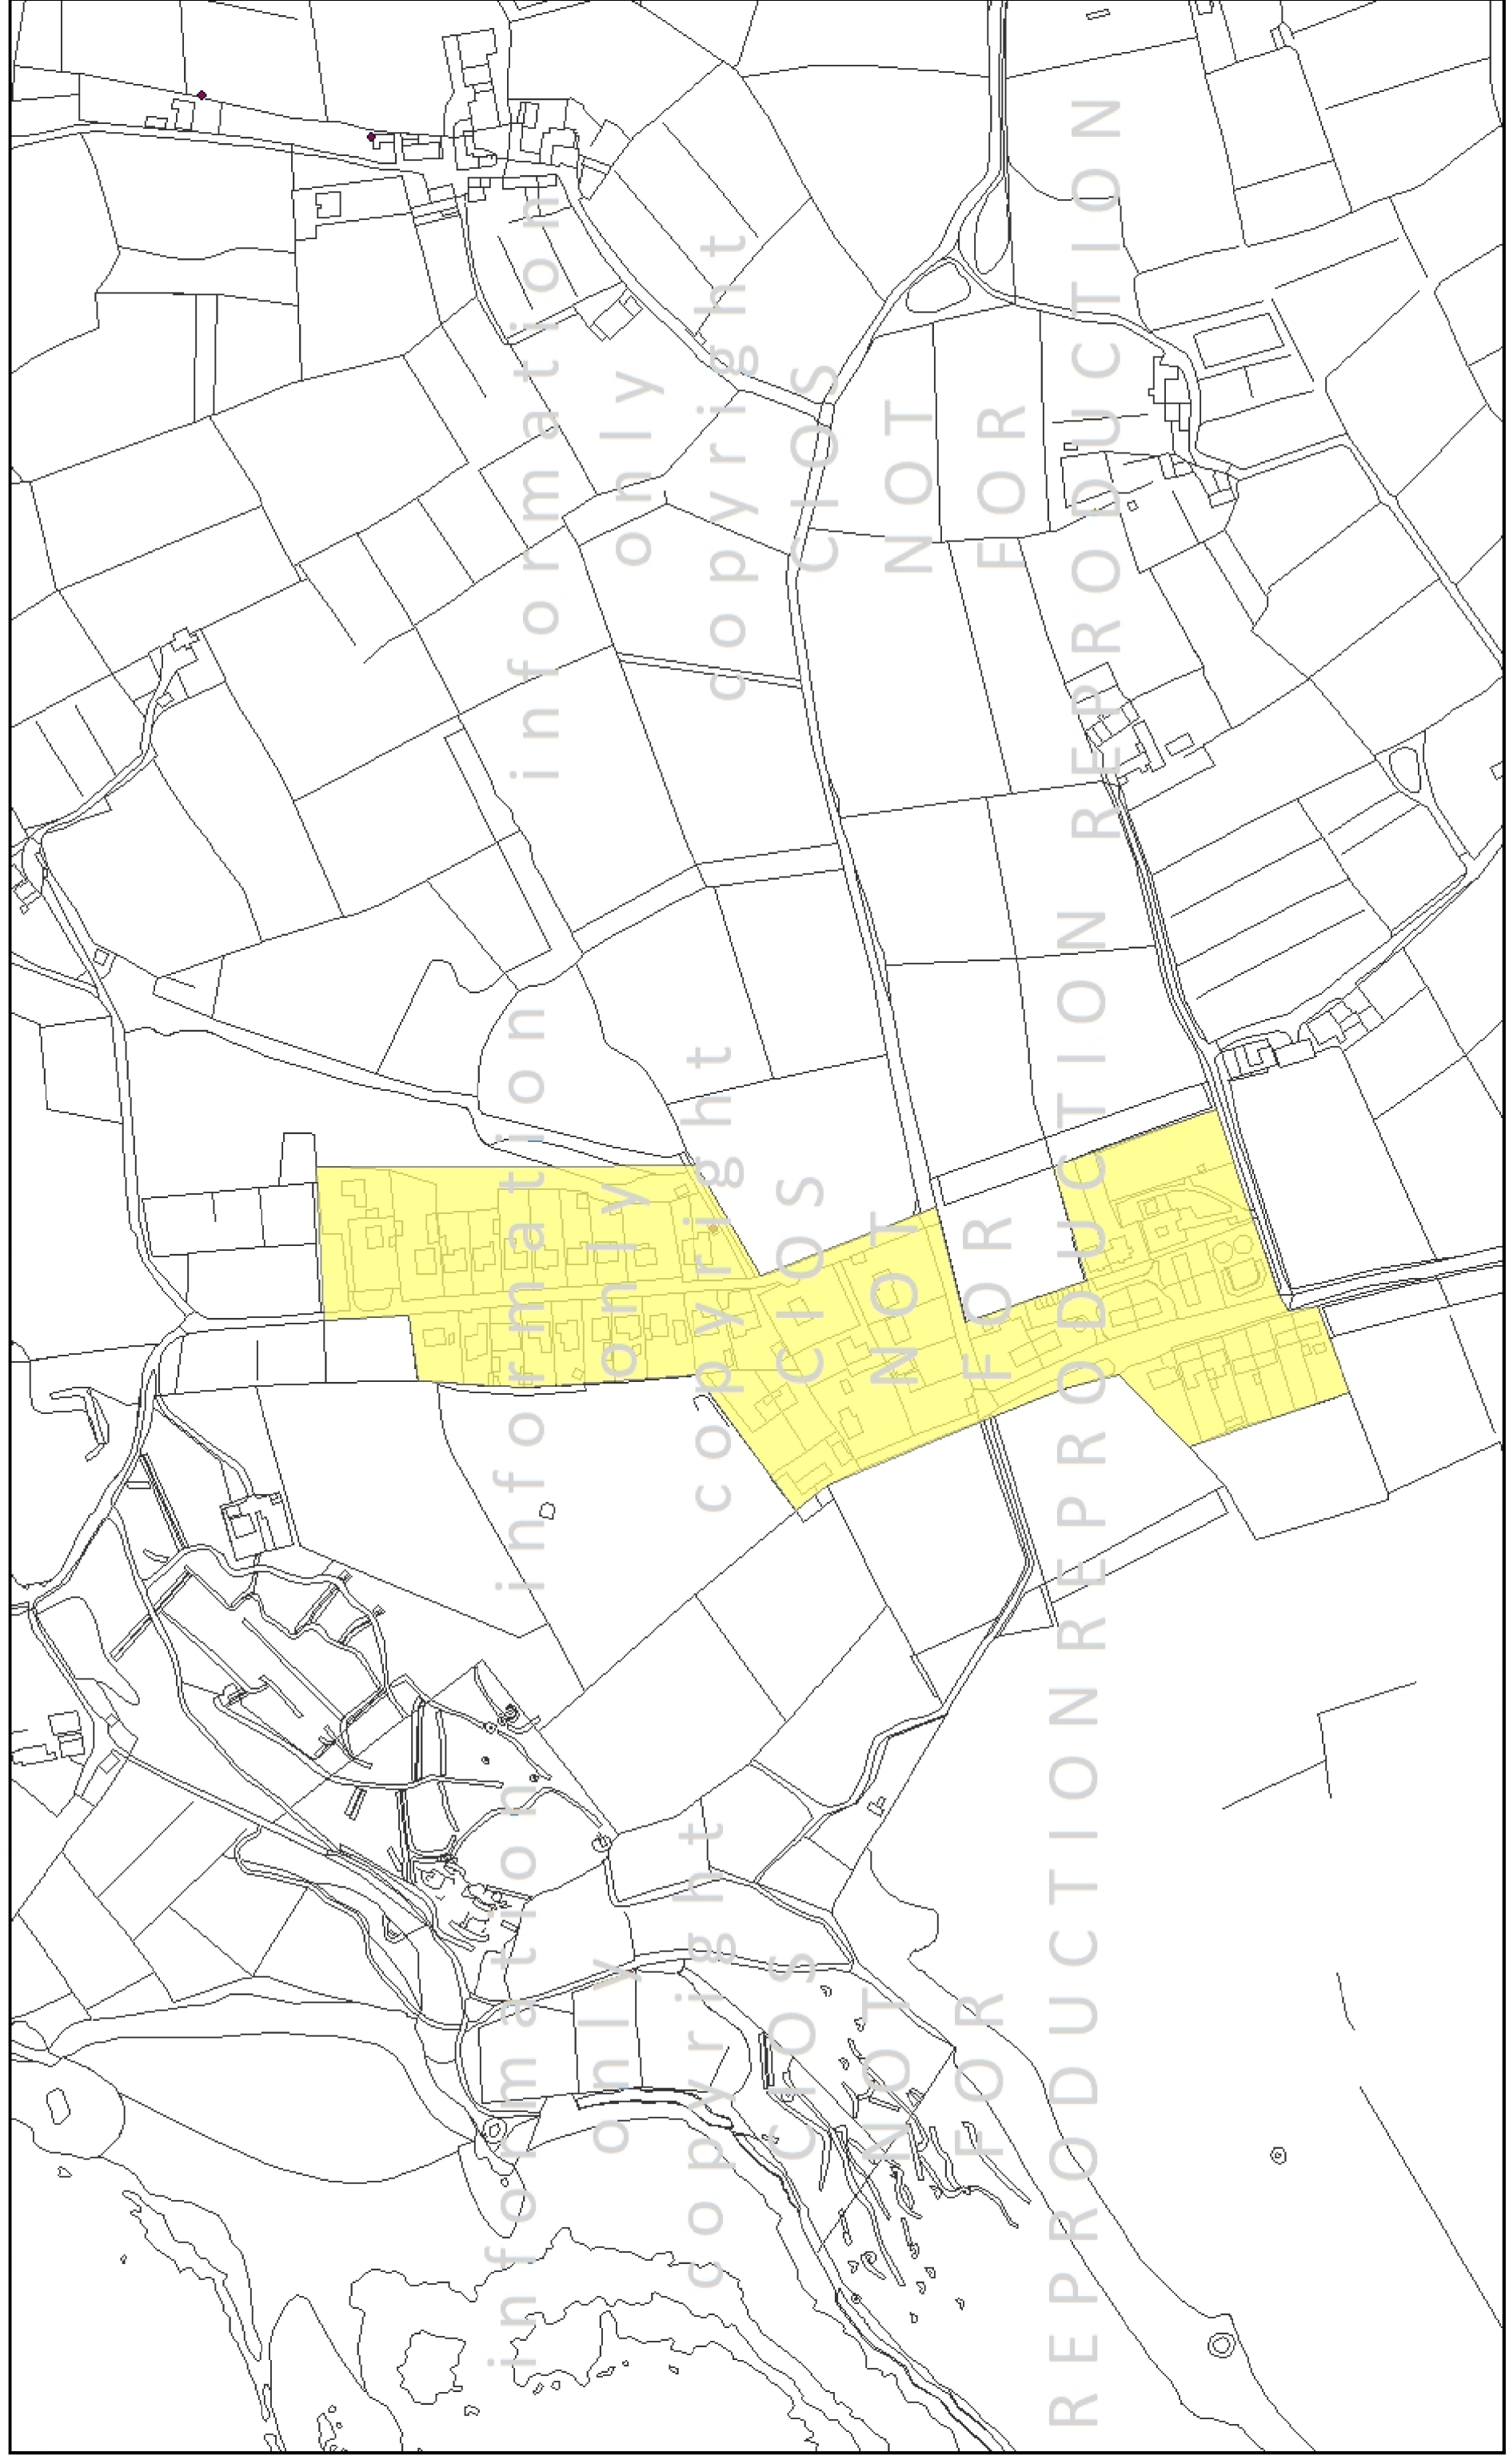 information
only
copyright
CIOS
NOT
FOR
REPRODUCTION
information
only
copyright
CIOS
NOT
FOR
REPRODUCTION
information
only
copyright
CIOS
NOT
FOR
REPRODUCTION